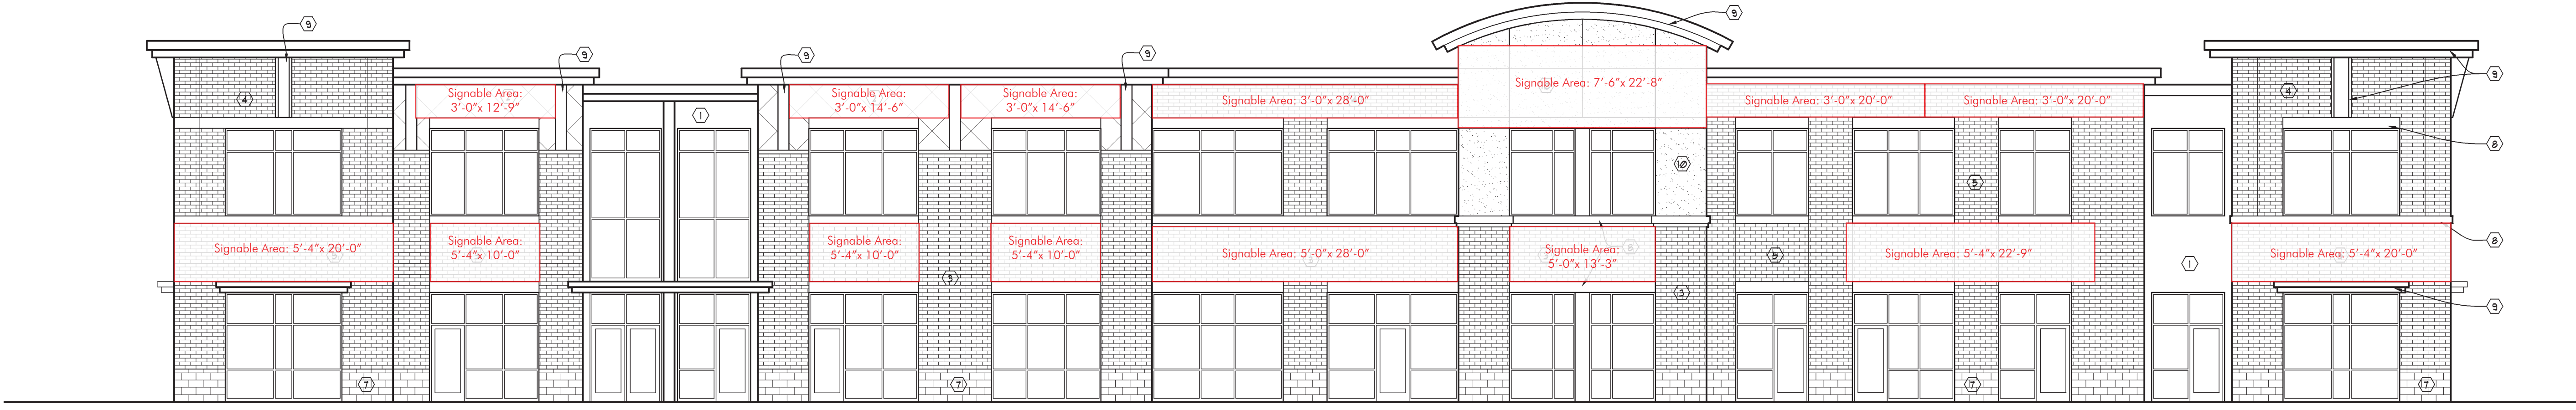 9
9
9
9
9
9
4
4
1
Signable Area:
3'-0"x 12'-9"
Signable Area:
3'-0"x 14'-6"
Signable Area:
3'-0"x 14'-6"
Signable Area: 3'-0"x 28'-0"
Signable Area: 7'-6"x 22'-8"
Signable Area: 3'-0"x 20'-0"
Signable Area: 3'-0"x 20'-0"
8
10
5
Signable Area: 5'-4"x 20'-0"
Signable Area:
5'-4"x 10'-0"
Signable Area:
5'-4"x 10'-0"
Signable Area:
5'-4"x 10'-0"
Signable Area: 5'-0"x 28'-0"
Signable Area:
5'-0"x 13'-3"
8
5
Signable Area: 5'-4"x 22'-9"
Signable Area: 5'-4"x 20'-0"
8
1
3
3
9
7
7
7
7